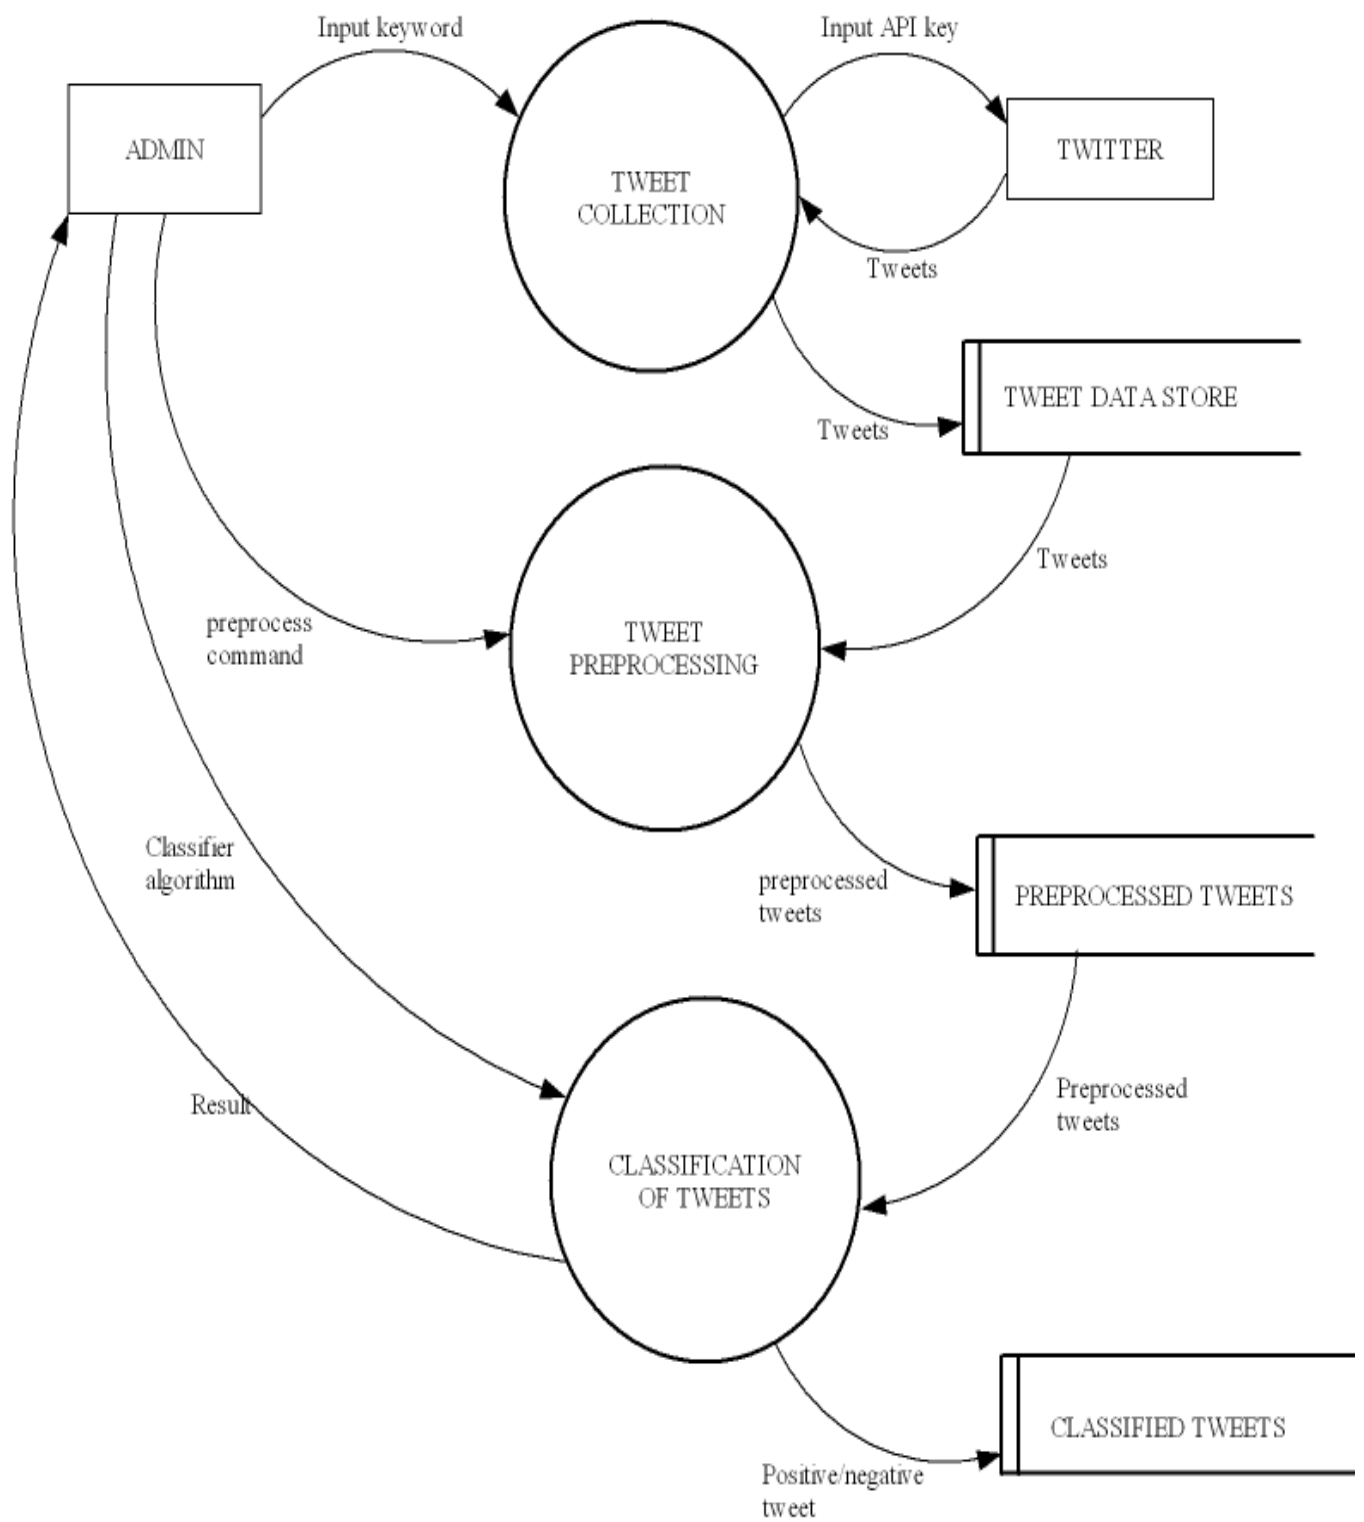 Input keyword
Input API key
ADMIN
TWITTER
TWEET
COLLECTION
Tweets
TWEET DATA STORE
Tweets
Tweets
preprocess
command
TWEET
PREPROCESSING
Classifier
algorithm
preprocessed
tweets
PREPROCESSED TWEETS
Result
Preprocessed
tweets
CLASSIFICATION
OF TWEETS
CLASSIFIED TWEETS
Positive/negative
tweet